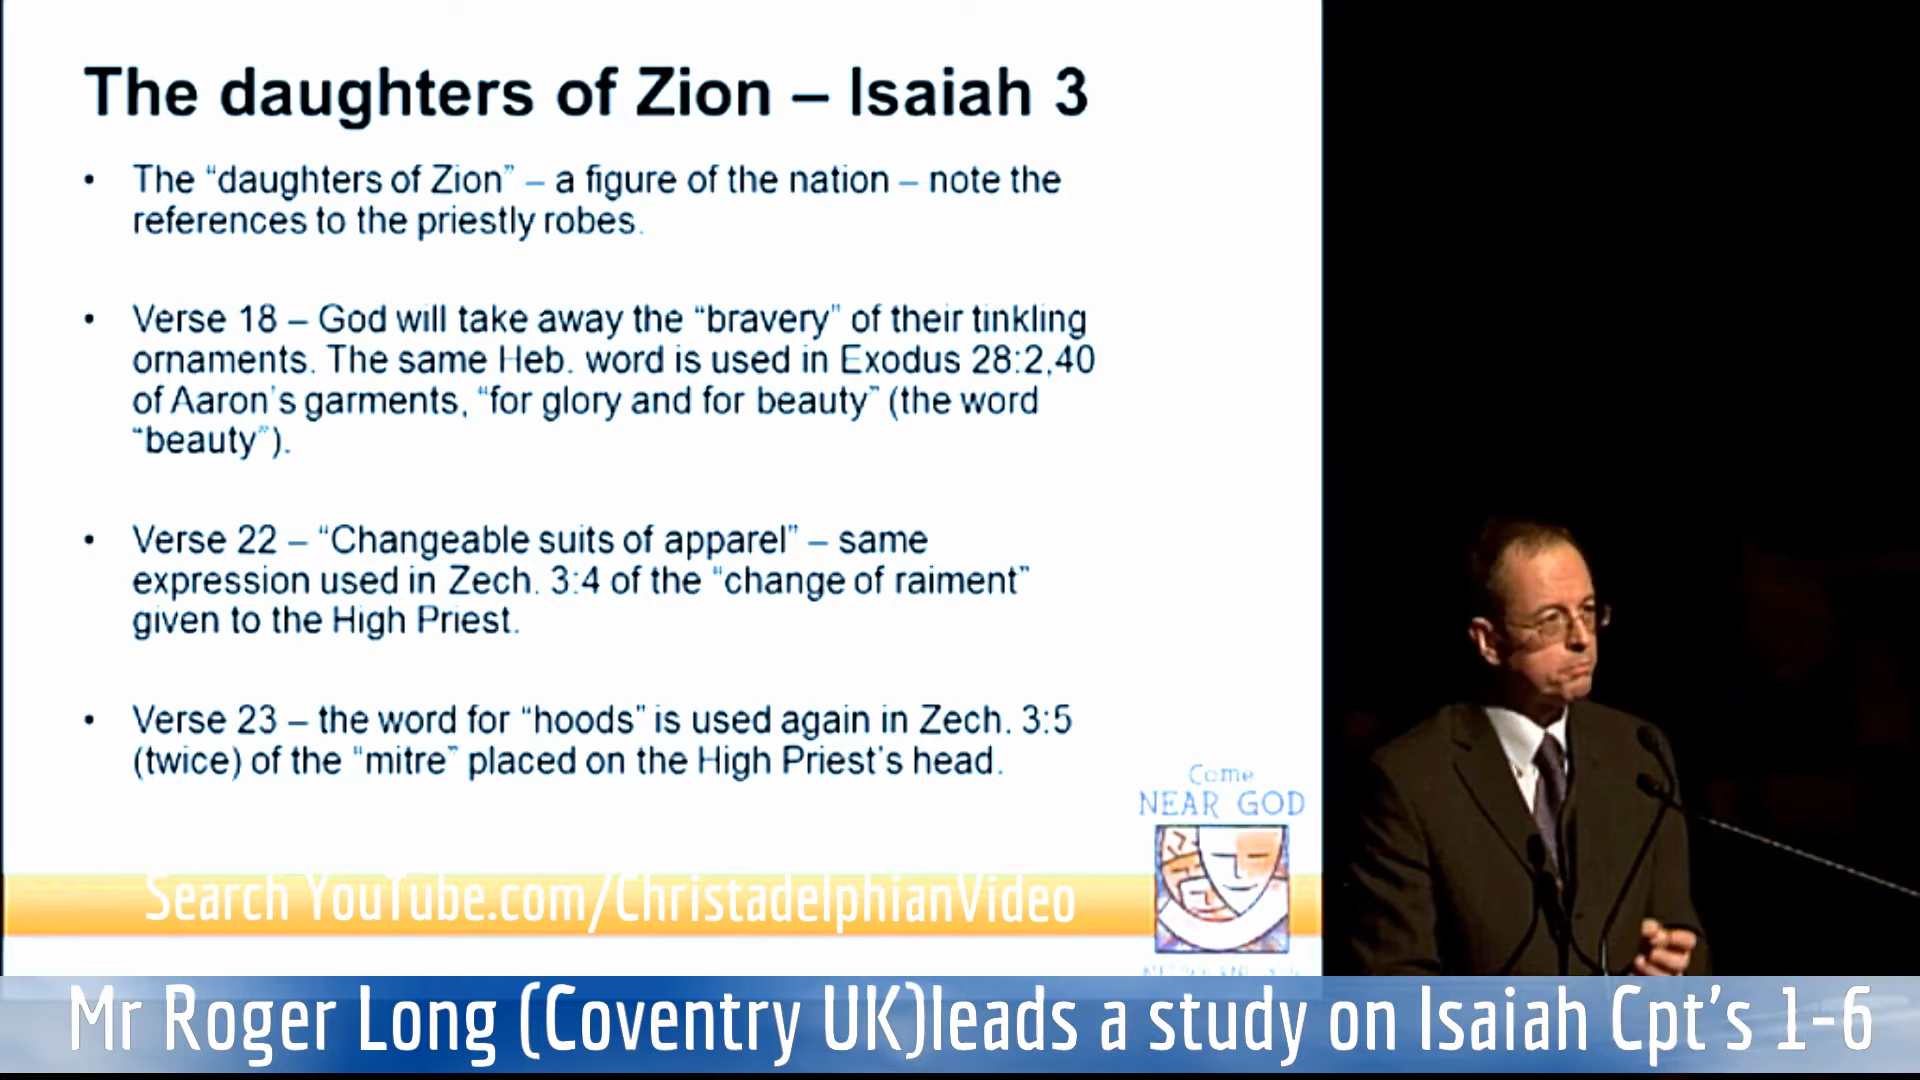 The daughters of Zion – Isaiah 3
• The “daughters of Zion” – a figure of the nation – note the
references to the priestly robes.
• Verse 18 – God will take away the “bravery” of their tinkling
ornaments. The same Heb. word is used in Exodus 28:2,40
of Aaron’s garments, “for glory and for beauty” (the word
“beauty”).
• Verse 22 – “Changeable suits of apparel” – same
expression used in Zech. 3:4 of the “change of raiment”
given to the High Priest.
• Verse 23 – the word for “hoods” is used again in Zech. 3:5
(twice) of the “mitre” placed on the High Priest’s head.
Come
NEAR GOD
Search YouTube.com/ChristadelphianVideo
Mr Roger Long (Coventry UK)leads a study on Isaiah Cpt’s 1-6